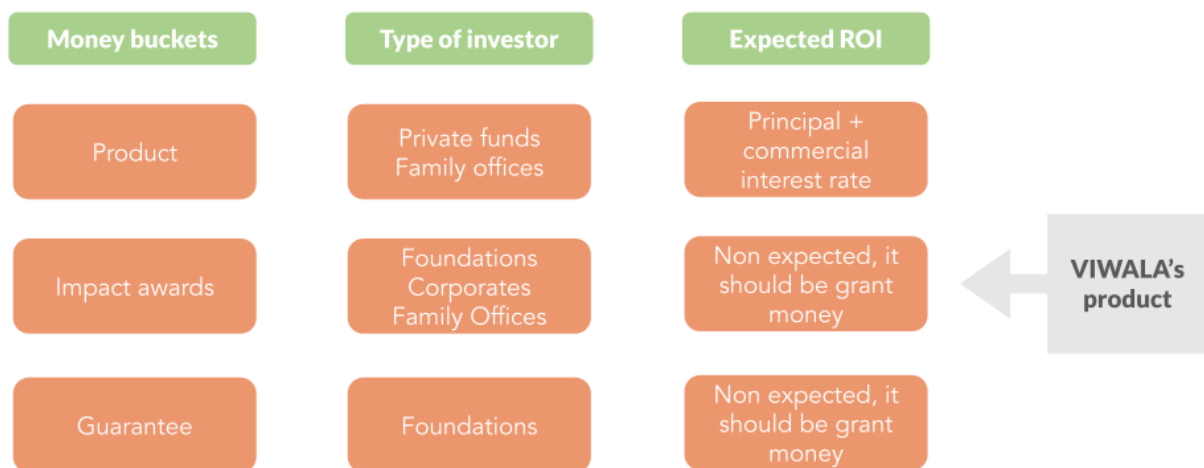 Money buckets
Type of investor
Expected ROI
Product
Private funds
Family offices
Principal +
commercial
interest rate
Impact awards
Foundations
Corporates
Family Offices
Non expected, it
should be grant
money
VIWALA's
product
Guarantee
Foundations
Non expected, it
should be grant
money